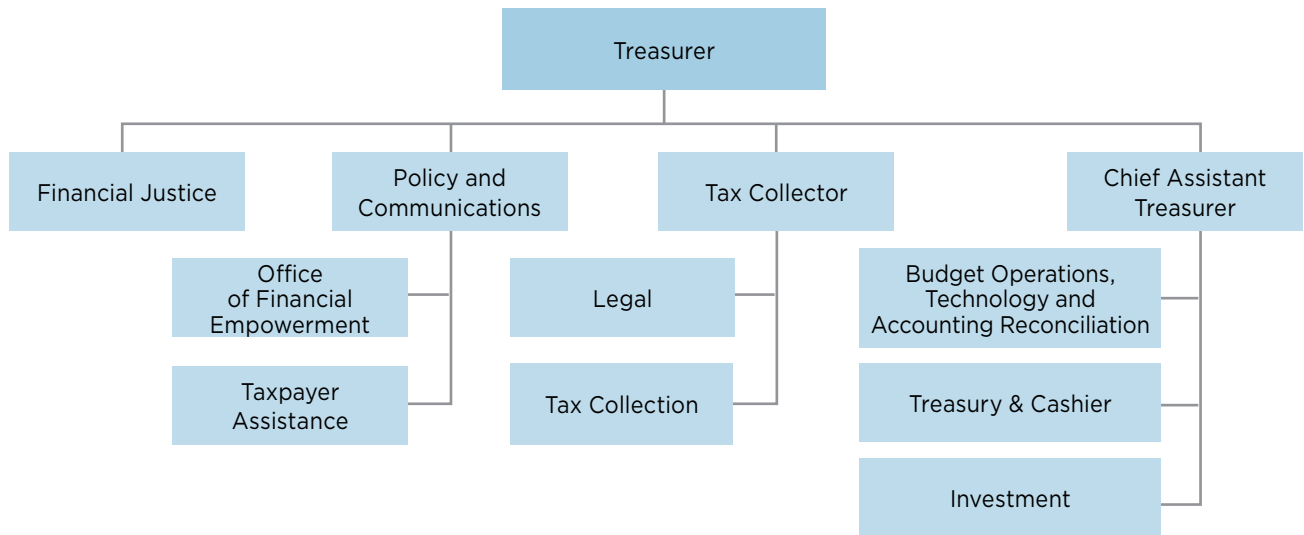 Treasurer
Financial Justice
Policy and
Communications
Tax Collector
Chief Assistant
Treasurer
Office
of Financial
Empowerment
Legal
Budget Operations,
Technology and
Accounting Reconciliation
Taxpayer
Assistance
Tax Collection
Treasury & Cashier
Investment